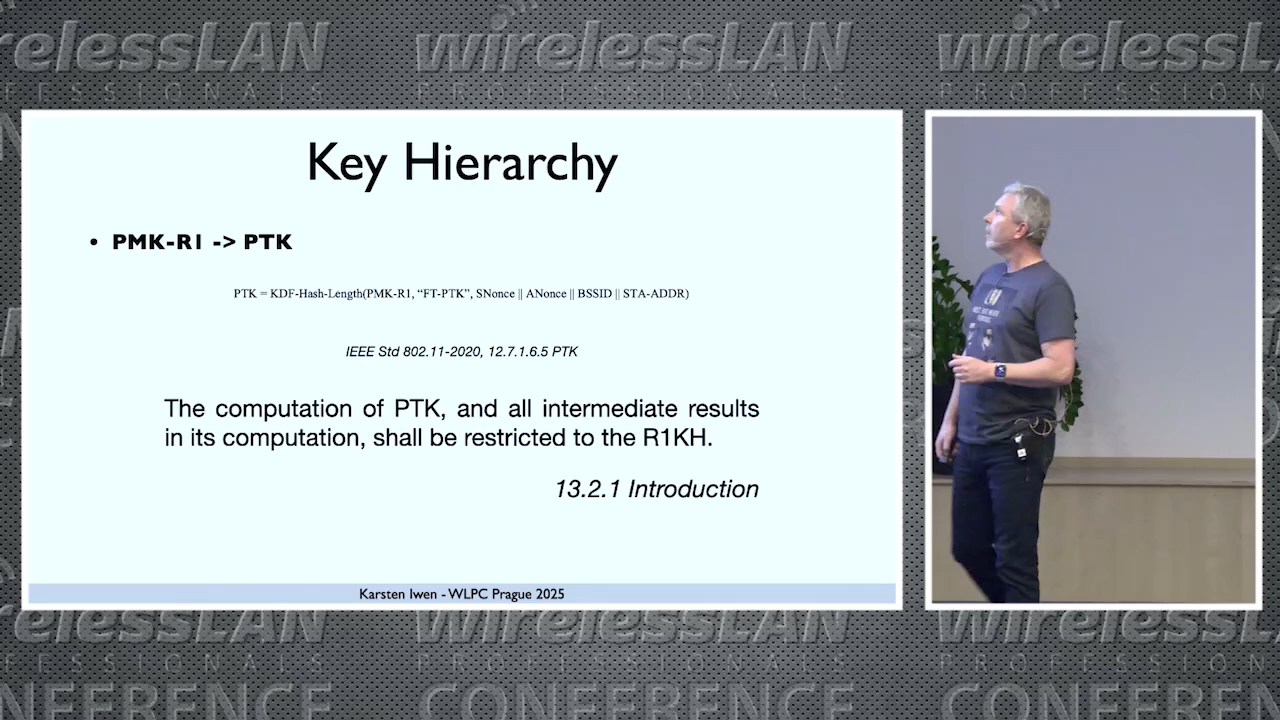 wirelessLAN
PROFESSIONALS
Key Hierarchy
• PMK-R1 -> PTK
PTK = KDF-Hash-Length(PMK-R1, “FT-PTK”, SNonce || ANonce || BSSID || STA-ADDR)
IEEE Std 802.11-2020, 12.7.1.6.5 PTK
The computation of PTK, and all intermediate results
in its computation, shall be restricted to the R1KH.
13.2.1 Introduction
Karsten Iwen - WLPC Prague 2025
wirelessLAN
PROFESSIONALS
CONFERENCE